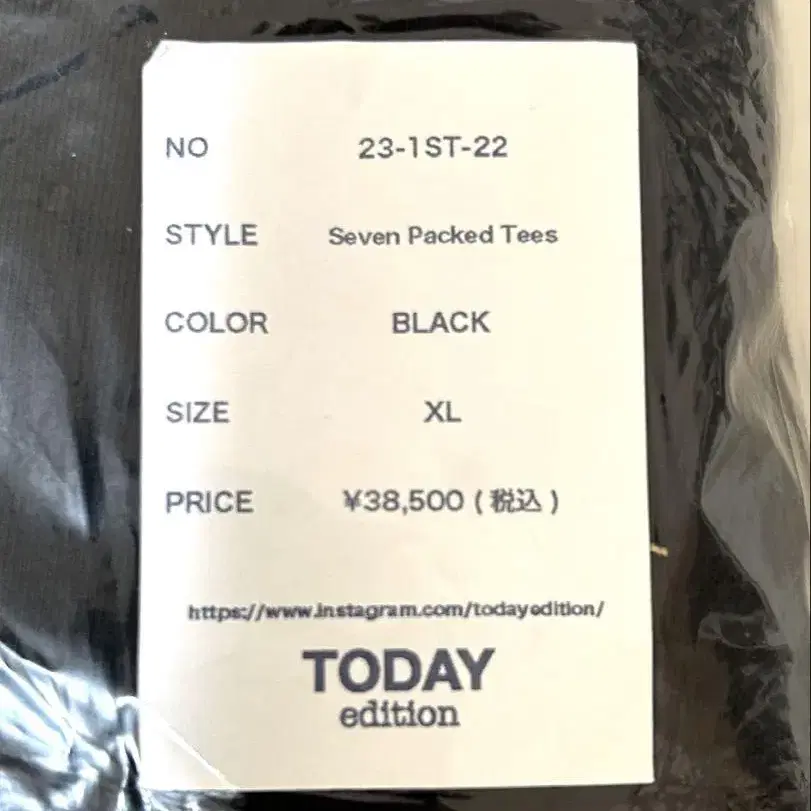 NO 23-1ST-22
STYLE Seven Packed Tees
COLOR BLACK
SIZE XL
PRICE ¥38,500 (税込)
https://www.instagram.com/todayedition/
TODAY
edition